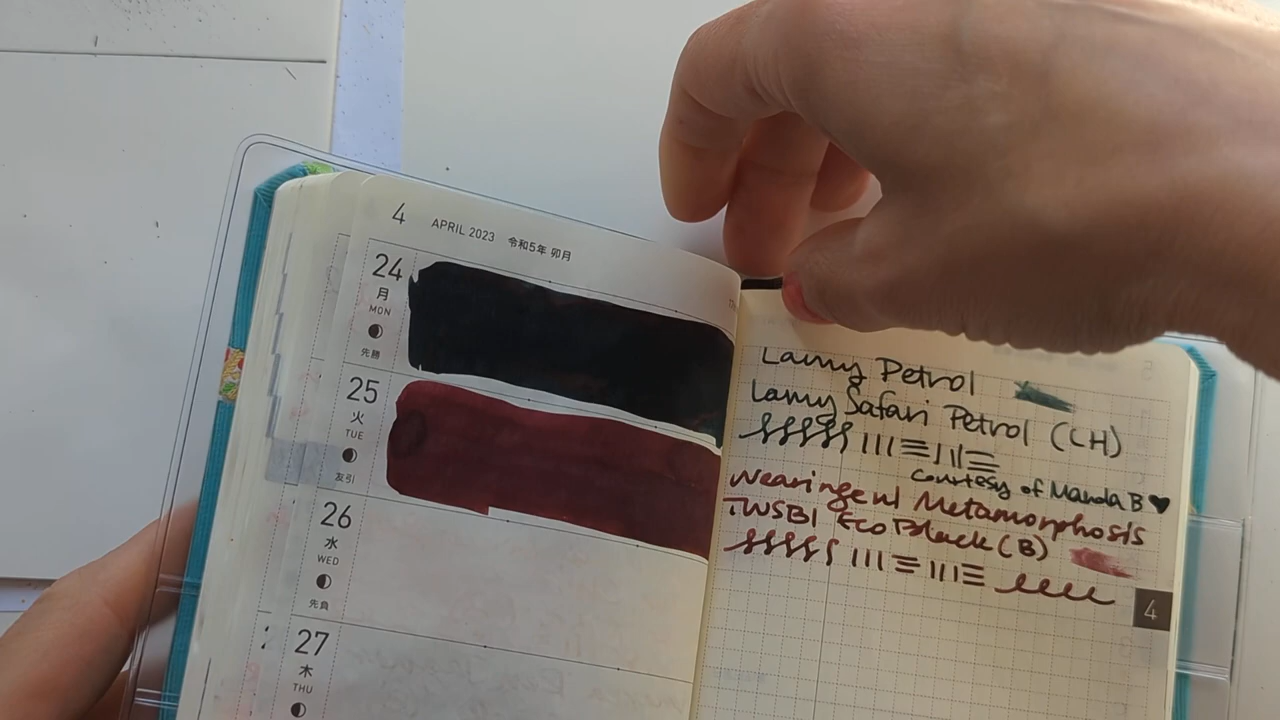 4 APRIL 2023 令和5年 卯月
24
月
MON
先勝
25
火
TUE
友引
26
水
WED
先負
27
木
THU
Lamy Petrol
Lamy Safari Petrol (CH)
courtesy of Manda B ♥
Wearingeul Metamorphosis
TWSBI Eco Black (B)
4